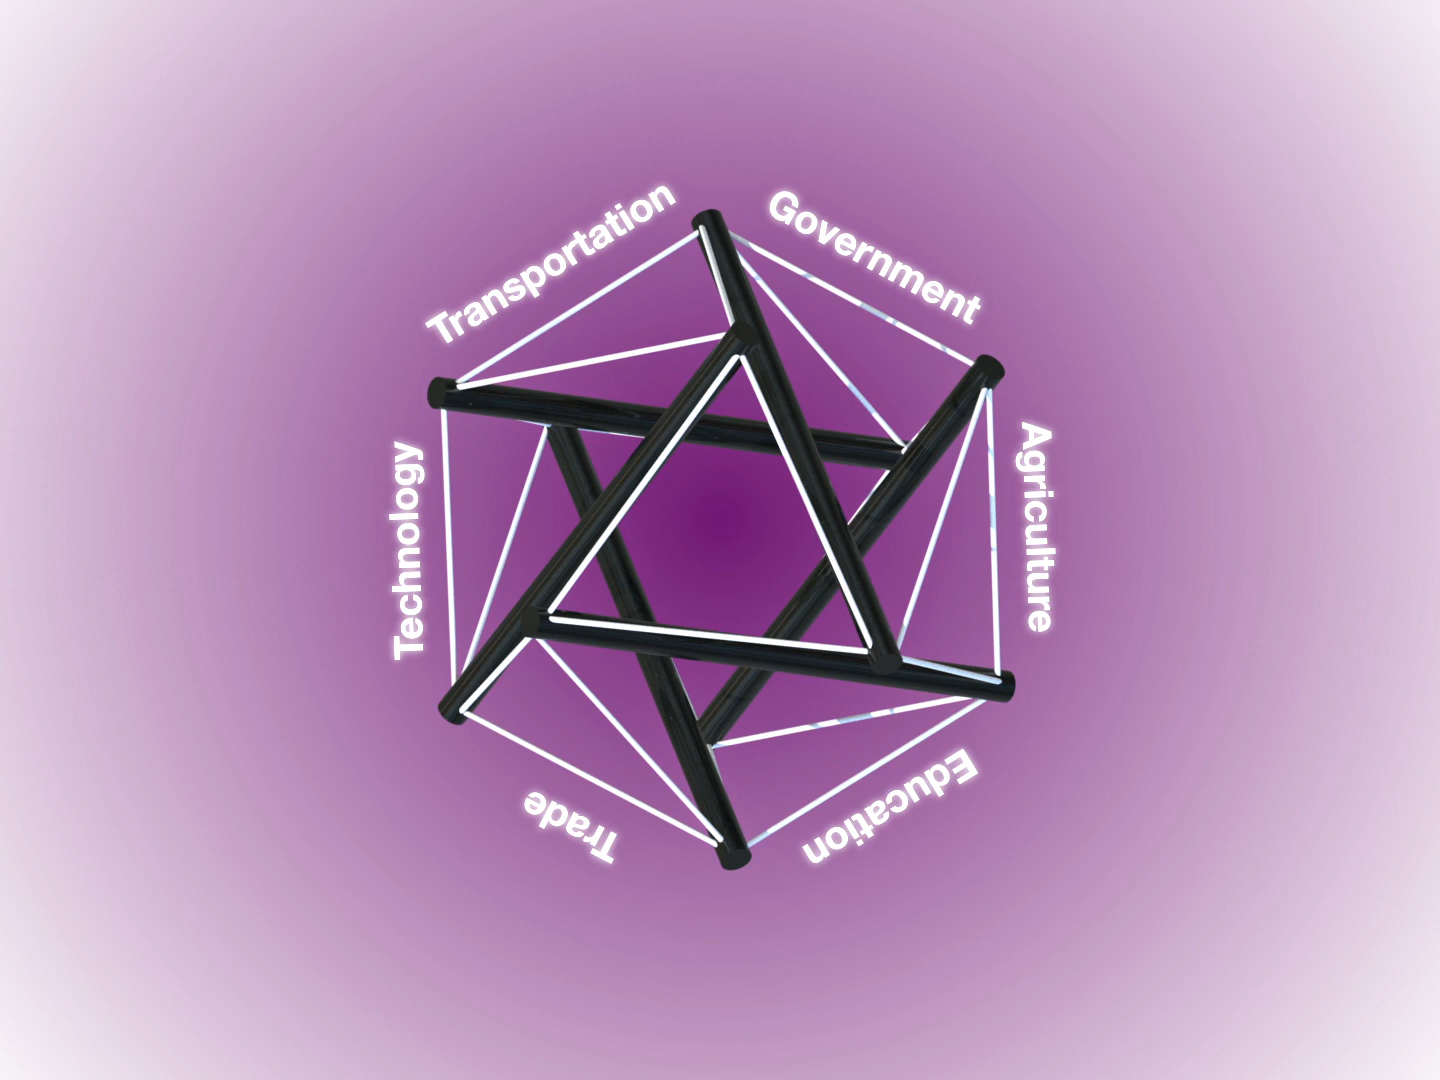 Transportation
Government
Agriculture
Education
Trade
Technology